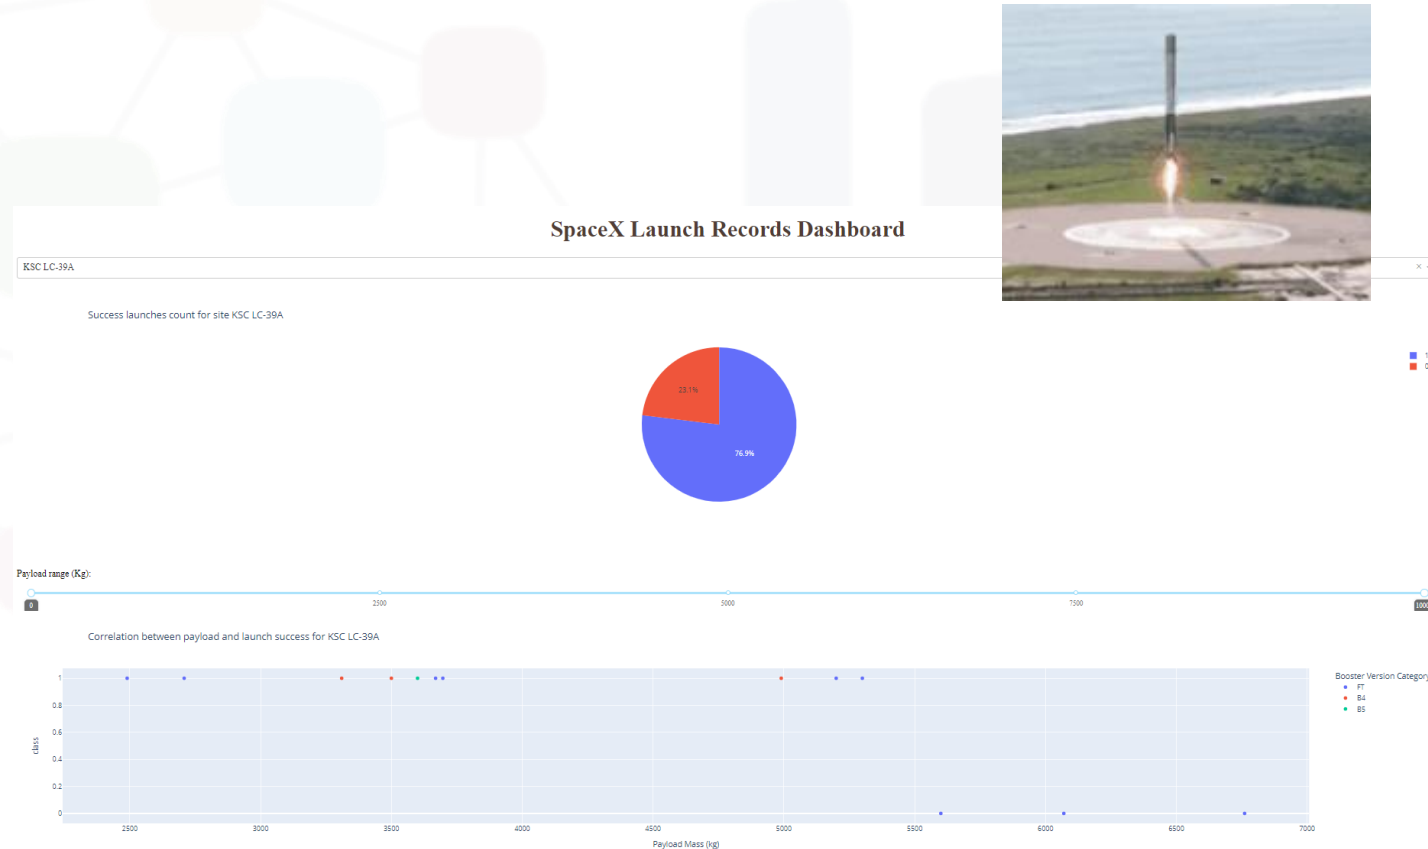 SpaceX Launch Records Dashboard
KSC LC-39A
×
Success launches count for site KSC LC-39A
23.1%
76.9%
Payload range (Kg):
0
2500
5000
7500
Correlation between payload and launch success for KSC LC-39A
class
1
0.8
0.6
0.4
0.2
0
2500
3000
3500
4000
4500
5000
5500
6000
6500
7000
Payload Mass (kg)
Booster Version Category
FT
B4
B5